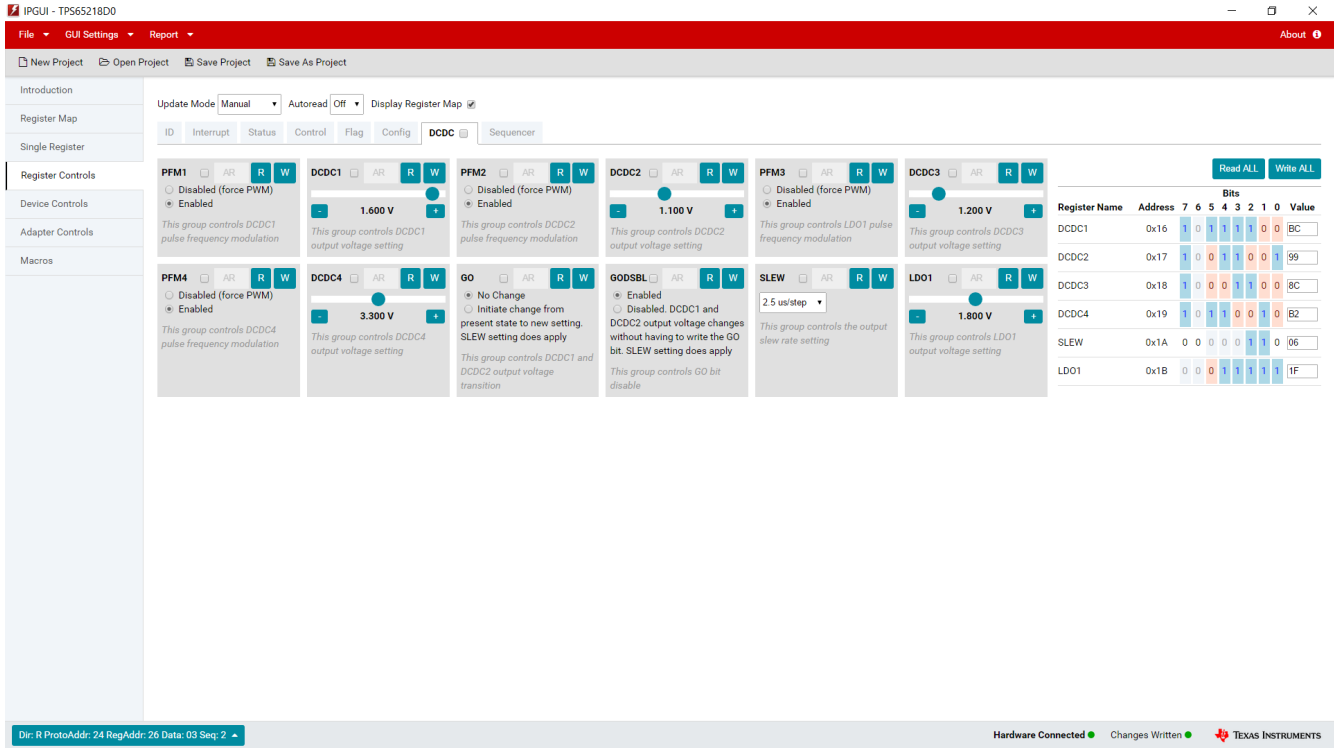 IPGUI - TPS65218D0
File GUI Settings Report About
New Project Open Project Save Project Save As Project
Introduction
Register Map
Single Register
Register Controls
Device Controls
Adapter Controls
Macros
Update Mode Manual Autoread Off Display Register Map
ID Interrupt Status Control Flag Config DCDC Sequencer
PFM1 AR R W
Disabled (force PWM)
Enabled
This group controls DCDC1
pulse frequency modulation
DCDC1 AR R W
- 1.600 V +
This group controls DCDC1
output voltage setting
PFM2 AR R W
Disabled (force PWM)
Enabled
This group controls DCDC2
pulse frequency modulation
DCDC2 AR R W
- 1.100 V +
This group controls DCDC2
output voltage setting
PFM3 AR R W
Disabled (force PWM)
Enabled
This group controls LDO1 pulse
frequency modulation
DCDC3 AR R W
- 1.200 V +
This group controls DCDC3
output voltage setting
PFM4 AR R W
Disabled (force PWM)
Enabled
This group controls DCDC4
pulse frequency modulation
DCDC4 AR R W
- 3.300 V +
This group controls DCDC4
output voltage setting
GO AR R W
No Change
Initiate change from
present state to new setting.
SLEW setting does apply
This group controls DCDC1 and
DCDC2 output voltage
transition
GODSBL AR R W
Enabled
Disabled. DCDC1 and
DCDC2 output voltage changes
without having to write the GO
bit. SLEW setting does apply
This group controls GO bit
disable
SLEW AR R W
2.5 us/step
This group controls the output
slew rate setting
LDO1 AR R W
- 1.800 V +
This group controls LDO1
output voltage setting
Read ALL Write ALL
Bits
Register Name Address 7 6 5 4 3 2 1 0 Value
DCDC1 0x16 1 0 1 1 1 1 0 0 BC
DCDC2 0x17 1 0 0 1 1 0 0 1 99
DCDC3 0x18 1 0 0 0 1 1 0 0 8C
DCDC4 0x19 1 0 1 1 0 0 1 0 B2
SLEW 0x1A 0 0 0 0 0 1 1 0 06
LDO1 0x1B 0 0 0 1 1 1 1 1 1F
Dir: R ProtoAddr: 24 RegAddr: 26 Data: 03 Seq: 2
Hardware Connected Changes Written TEXAS INSTRUMENTS